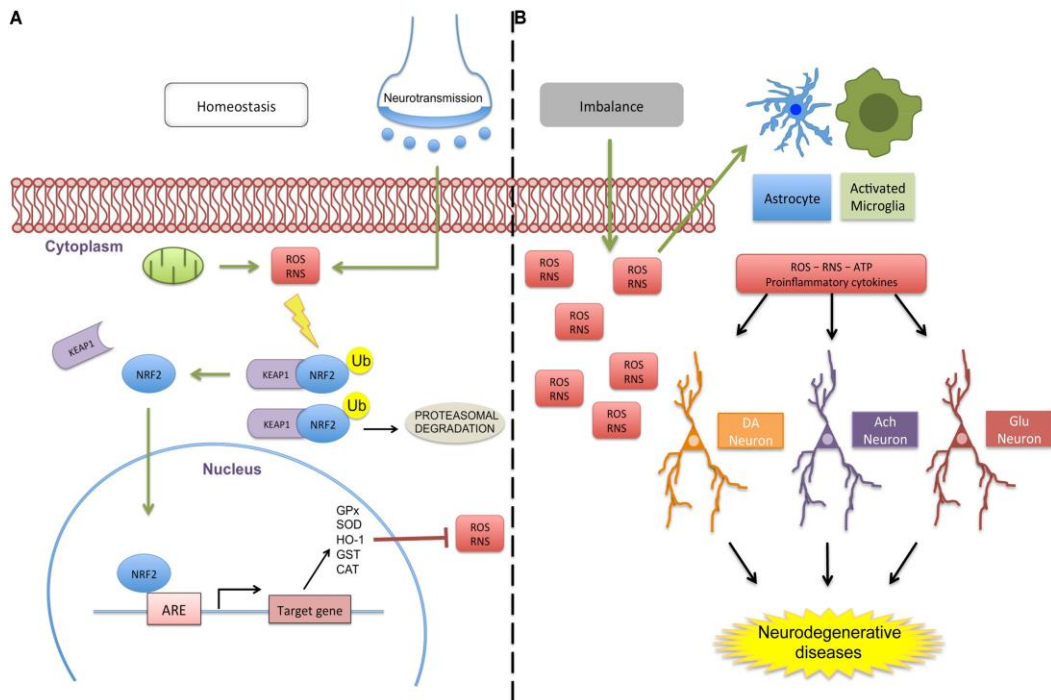 A
Homeostasis
Neurotransmission
Cytoplasm
ROS
RNS
KEAP1
NRF2
KEAP1
NRF2
Ub
KEAP1
NRF2
Ub
PROTEASOMAL
DEGRADATION
Nucleus
GPx
SOD
HO-1
GST
CAT
ROS
RNS
NRF2
ARE
Target gene
B
Imbalance
Astrocyte
Activated
Microglia
ROS
RNS
ROS
RNS
ROS
RNS
ROS
RNS
ROS
RNS
ROS
RNS
ROS – RNS – ATP
Proinflammatory cytokines
DA
Neuron
Ach
Neuron
Glu
Neuron
Neurodegenerative
diseases